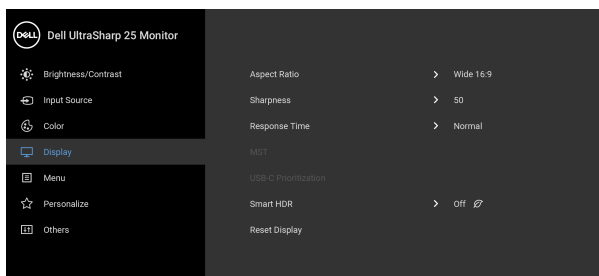 DELL
Dell UltraSharp 25 Monitor
Brightness/Contrast
Input Source
Color
Display
Menu
Personalize
Others
Aspect Ratio Wide 16:9
Sharpness 50
Response Time Normal
MST
USB-C Prioritization
Smart HDR Off
Reset Display